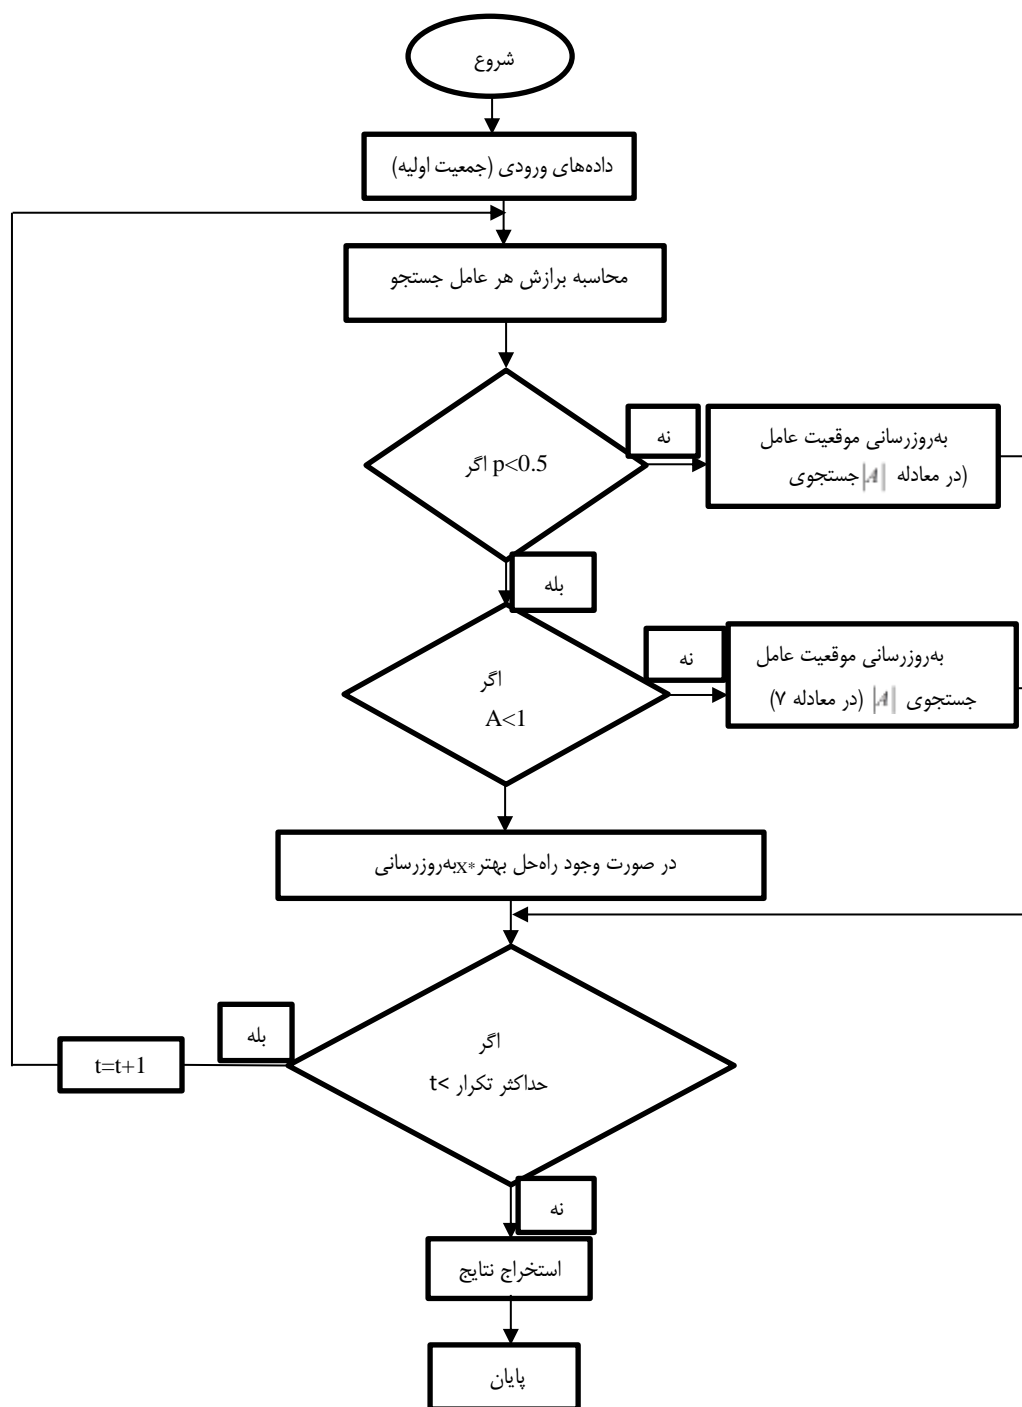 شروع
داده‌های ورودی (جمعیت اولیه)
محاسبه برازش هر عامل جستجو
اگر p<0.5
نه
به‌روزرسانی موقعیت عامل
جستجوی |A| (در معادله
بله
اگر
A<1
نه
به‌روزرسانی موقعیت عامل
جستجوی |A| (در معادله ۷)
در صورت وجود راه‌حل بهتر x*به‌روزرسانی
اگر
t< حداکثر تکرار
بله
t=t+1
نه
استخراج نتایج
پایان